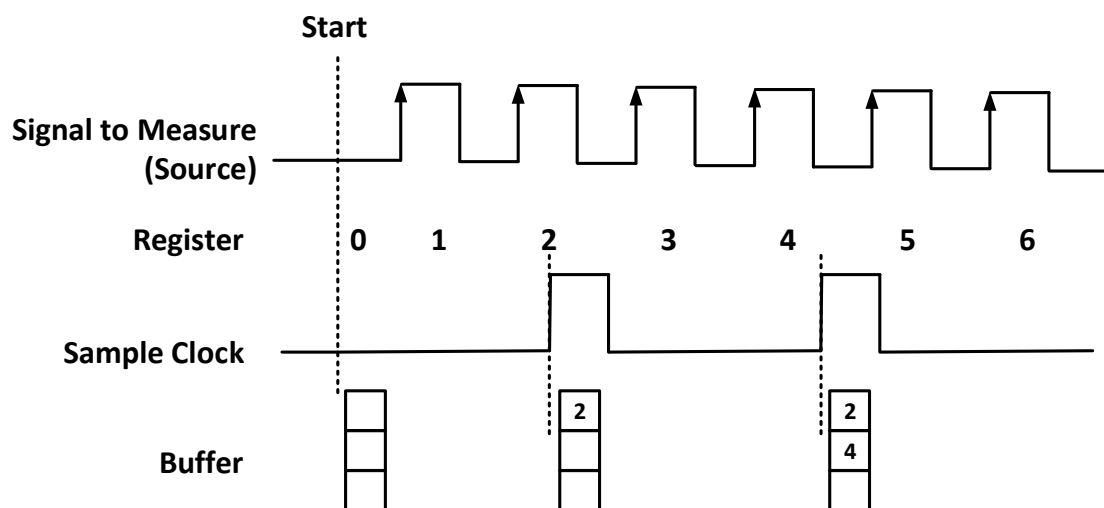 Start
Signal to Measure
(Source)
Register 0 1 2 3 4 5 6
Sample Clock
Buffer
2
2
4